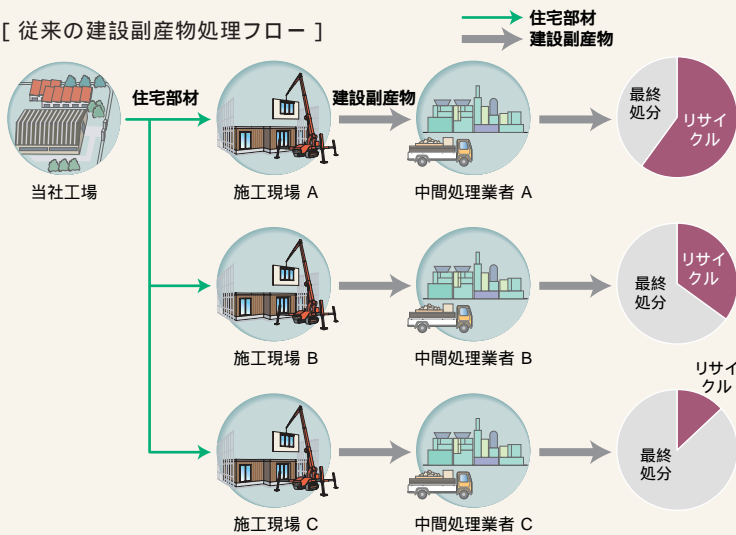 [ 従来の建設副産物処理フロー ]
住宅部材
建設副産物
住宅部材
建設副産物
最終
処分
リサイ
クル
当社工場
施工現場 A
中間処理業者 A
リサイ
クル
最終
処分
施工現場 B
中間処理業者 B
リサイ
クル
最終
処分
施工現場 C
中間処理業者 C